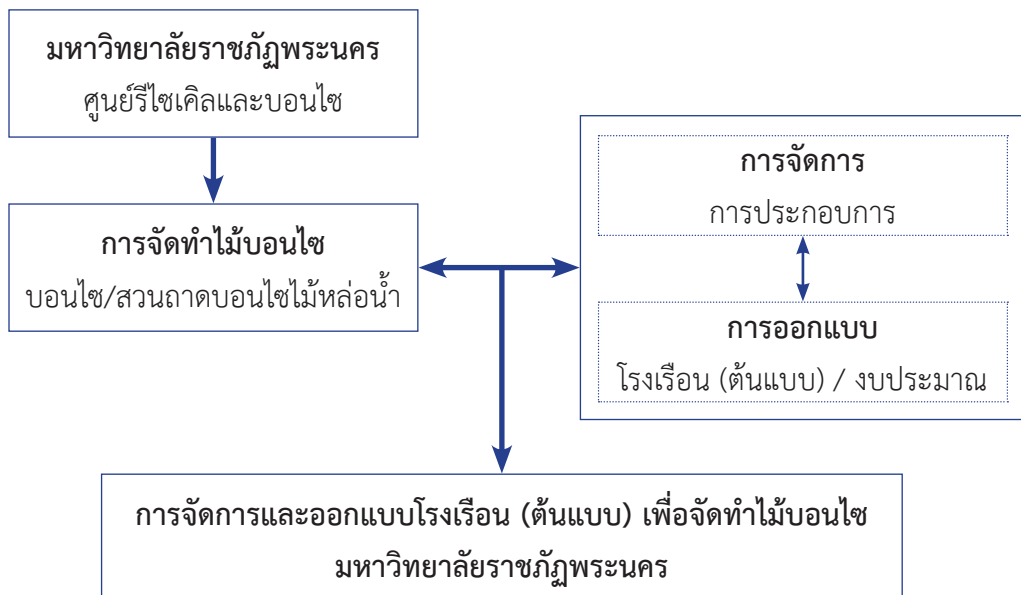 มหาวิทยาลัยราชภัฏพระนคร
ศูนย์รีไซเคิลและบอนไซ
การจัดทำไม้บอนไซ
บอนไซ/สวนถาดบอนไซไม้หล่อน้ำ
การจัดการ
การประกอบการ
การออกแบบ
โรงเรือน (ต้นแบบ) / งบประมาณ
การจัดการและออกแบบโรงเรือน (ต้นแบบ) เพื่อจัดทำไม้บอนไซ
มหาวิทยาลัยราชภัฏพระนคร